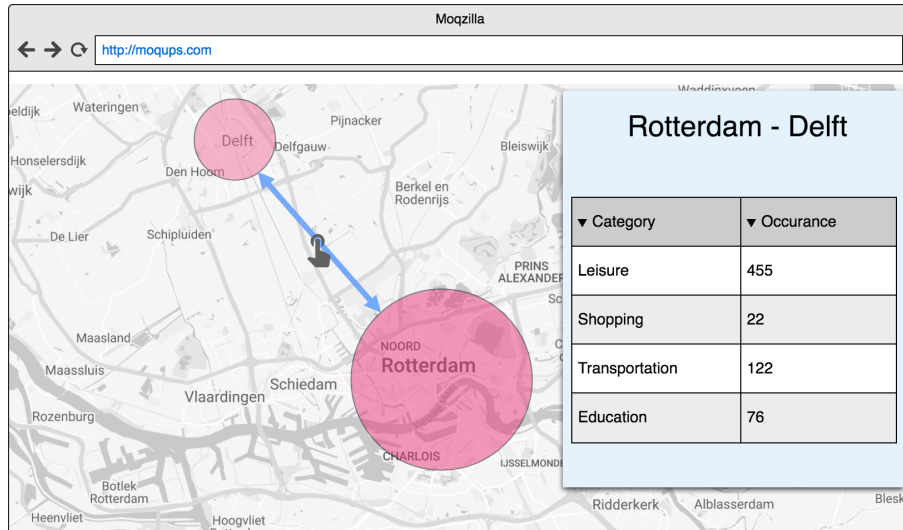 Moqzilla
http://moqups.com
Waddinxveen
eldijk
Wateringen
Pijnacker
Delft
Delfgauw
Bleiswijk
Honselersdijk
Den Hoorn
wijk
Berkel en
Rodenrijs
De Lier
Schipluiden
PRINS
ALEXANDER
Sc
Maasland
NOORD
Rotterdam
Maassluis
Schiedam
Vlaardingen
Rozenburg
CHARLOIS
IJSSELMONDE
Botlek
Rotterdam
Heenvliet
Hoogvliet
Ridderkerk
Alblasserdam
Blesk
Rotterdam - Delft
▼ Category ▼ Occurance
Leisure 455
Shopping 22
Transportation 122
Education 76